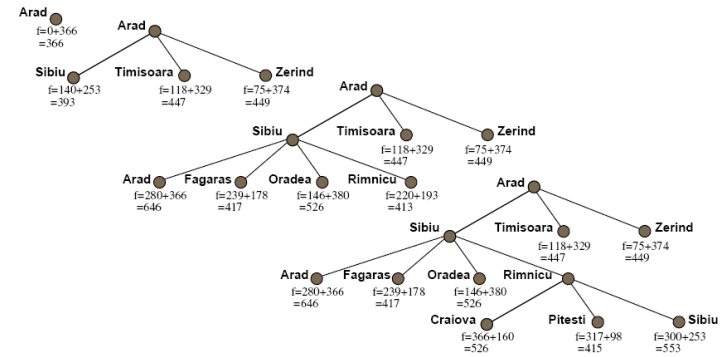 Arad
f=0+366
=366
Arad
Sibiu
f=140+253
=393
Timisoara
f=118+329
=447
Zerind
f=75+374
=449
Arad
Sibiu
Timisoara
f=118+329
=447
Zerind
f=75+374
=449
Arad
f=280+366
=646
Fagaras
f=239+178
=417
Oradea
f=146+380
=526
Rimnicu
f=220+193
=413
Arad
Sibiu
Timisoara
f=118+329
=447
Zerind
f=75+374
=449
Arad
f=280+366
=646
Fagaras
f=239+178
=417
Oradea
f=146+380
=526
Rimnicu
Craiova
f=366+160
=526
Pitesti
f=317+98
=415
Sibiu
f=300+253
=553